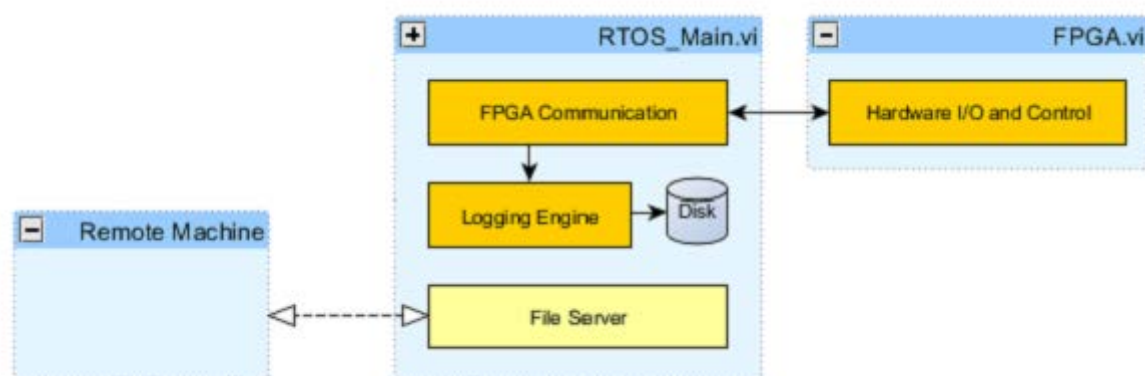 RTOS_Main.vi
FPGA.vi
FPGA Communication
Hardware I/O and Control
Logging Engine
Disk
Remote Machine
File Server